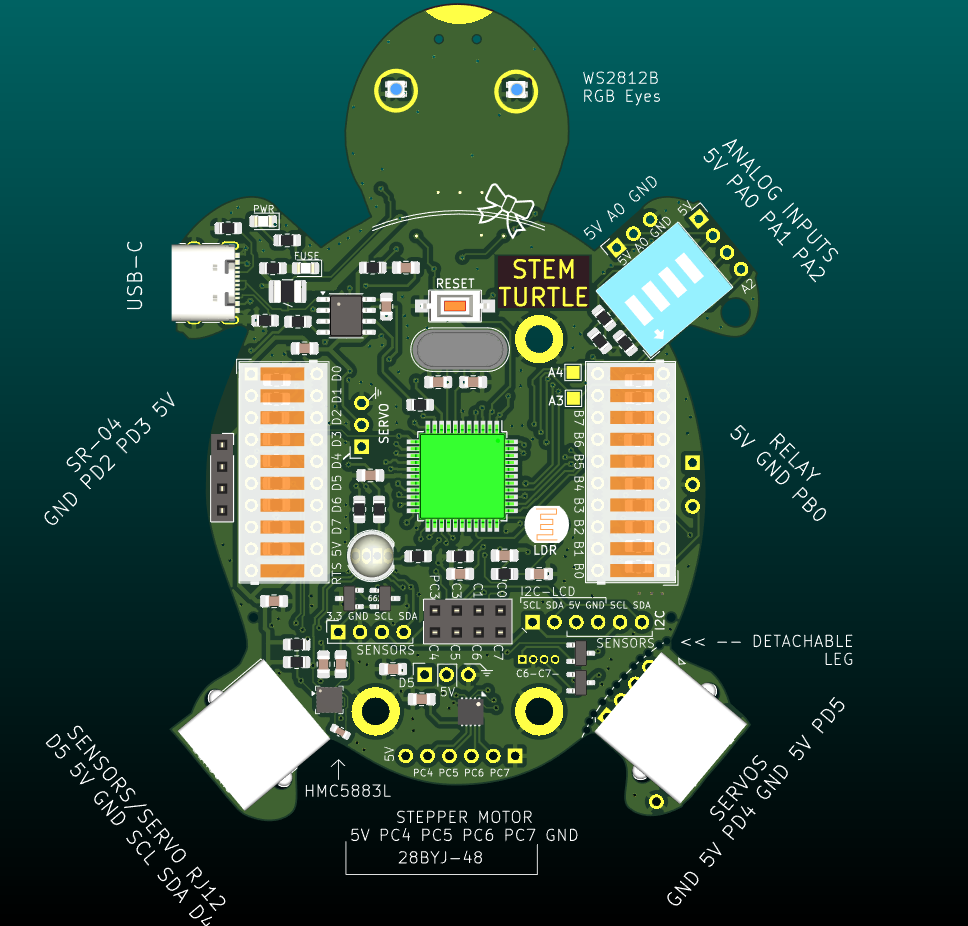 WS2812B
RGB Eyes
ANALOG INPUTS
5V PA0 PA1 PA2
5V A0 GND
5V
5V A0 GND
A2
PWR
USB-C
FUSE
RESET
STEM
TURTLE
A4
A3
SR-04
GND PD2 PD3 5V
D0
D1
D2
D3
D4
D5
D6
D7
5V
RTS
SERVO
B7
B6
B5
B4
B3
B2
B1
B0
RELAY
5V GND PB0
LDR
I2C-LCD
SCL SDA 5V GND SCL SDA
I2C
SENSORS
3.3 GND SCL SDA
SENSORS
PC3
C2
C1
C0
C4
C5
C6
C7
D5
5V
C6-C7-
<< -- DETACHABLE
LEG
5V
PC4 PC5 PC6 PC7
HMC5883L
SENSORS/SERVO RJ12
D5 5V GND SCL SDA D4
STEPPER MOTOR
5V PC4 PC5 PC6 PC7 GND
28BYJ-48
SERVOS
GND 5V PD4 GND 5V PD5